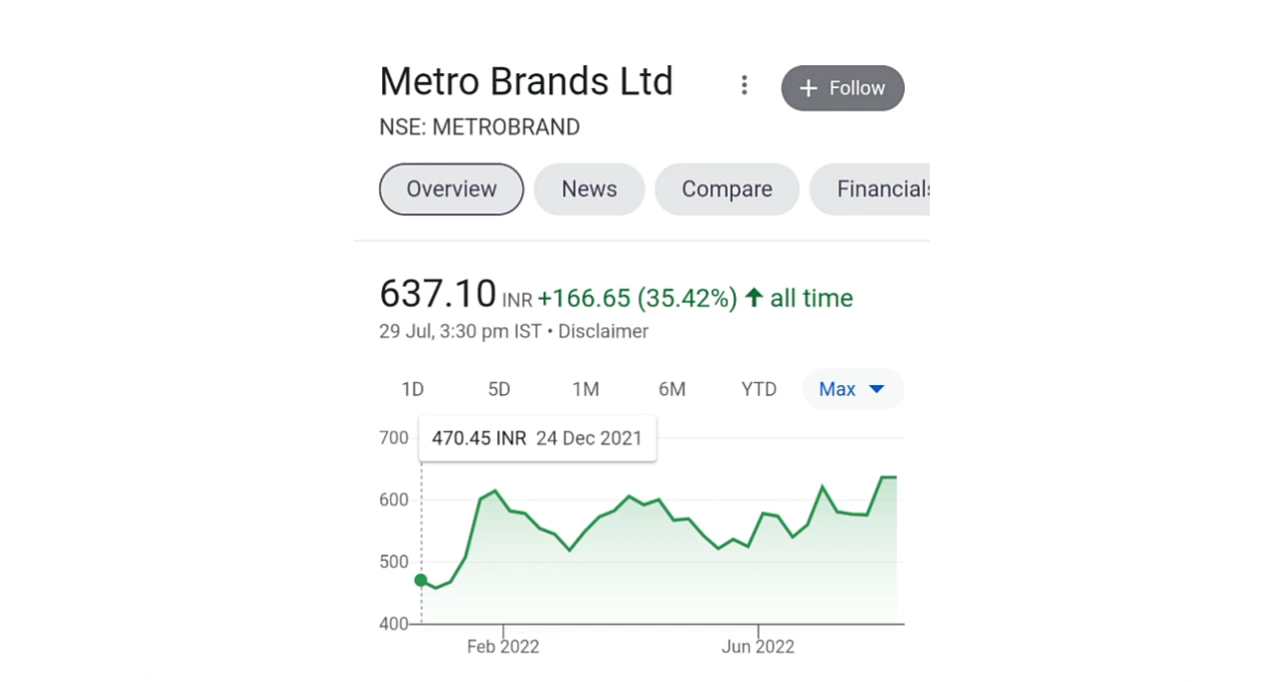 Metro Brands Ltd
+ Follow
NSE: METROBRAND
Overview News Compare Financials
637.10 INR +166.65 (35.42%) ↑ all time
29 Jul, 3:30 pm IST • Disclaimer
1D 5D 1M 6M YTD Max
700
470.45 INR 24 Dec 2021
600
500
400
Feb 2022 Jun 2022